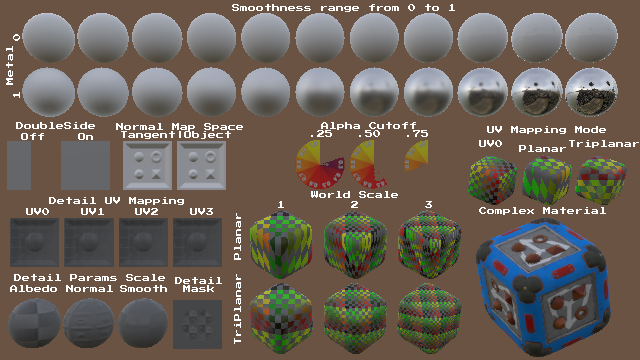 Smoothness range from 0 to 1
Metal
0
1
DoubleSide
Off
On
Normal Map Space
Tangent|Object
Alpha Cutoff
.25 .50 .75
UV Mapping Mode
UV0 Planar Triplanar
Detail UV Mapping
UV0 UV1 UV2 UV3
World Scale
1 2 3
Planar
TriPlanar
Complex Material
Detail Params Scale
Albedo Normal Smooth
Detail
Mask